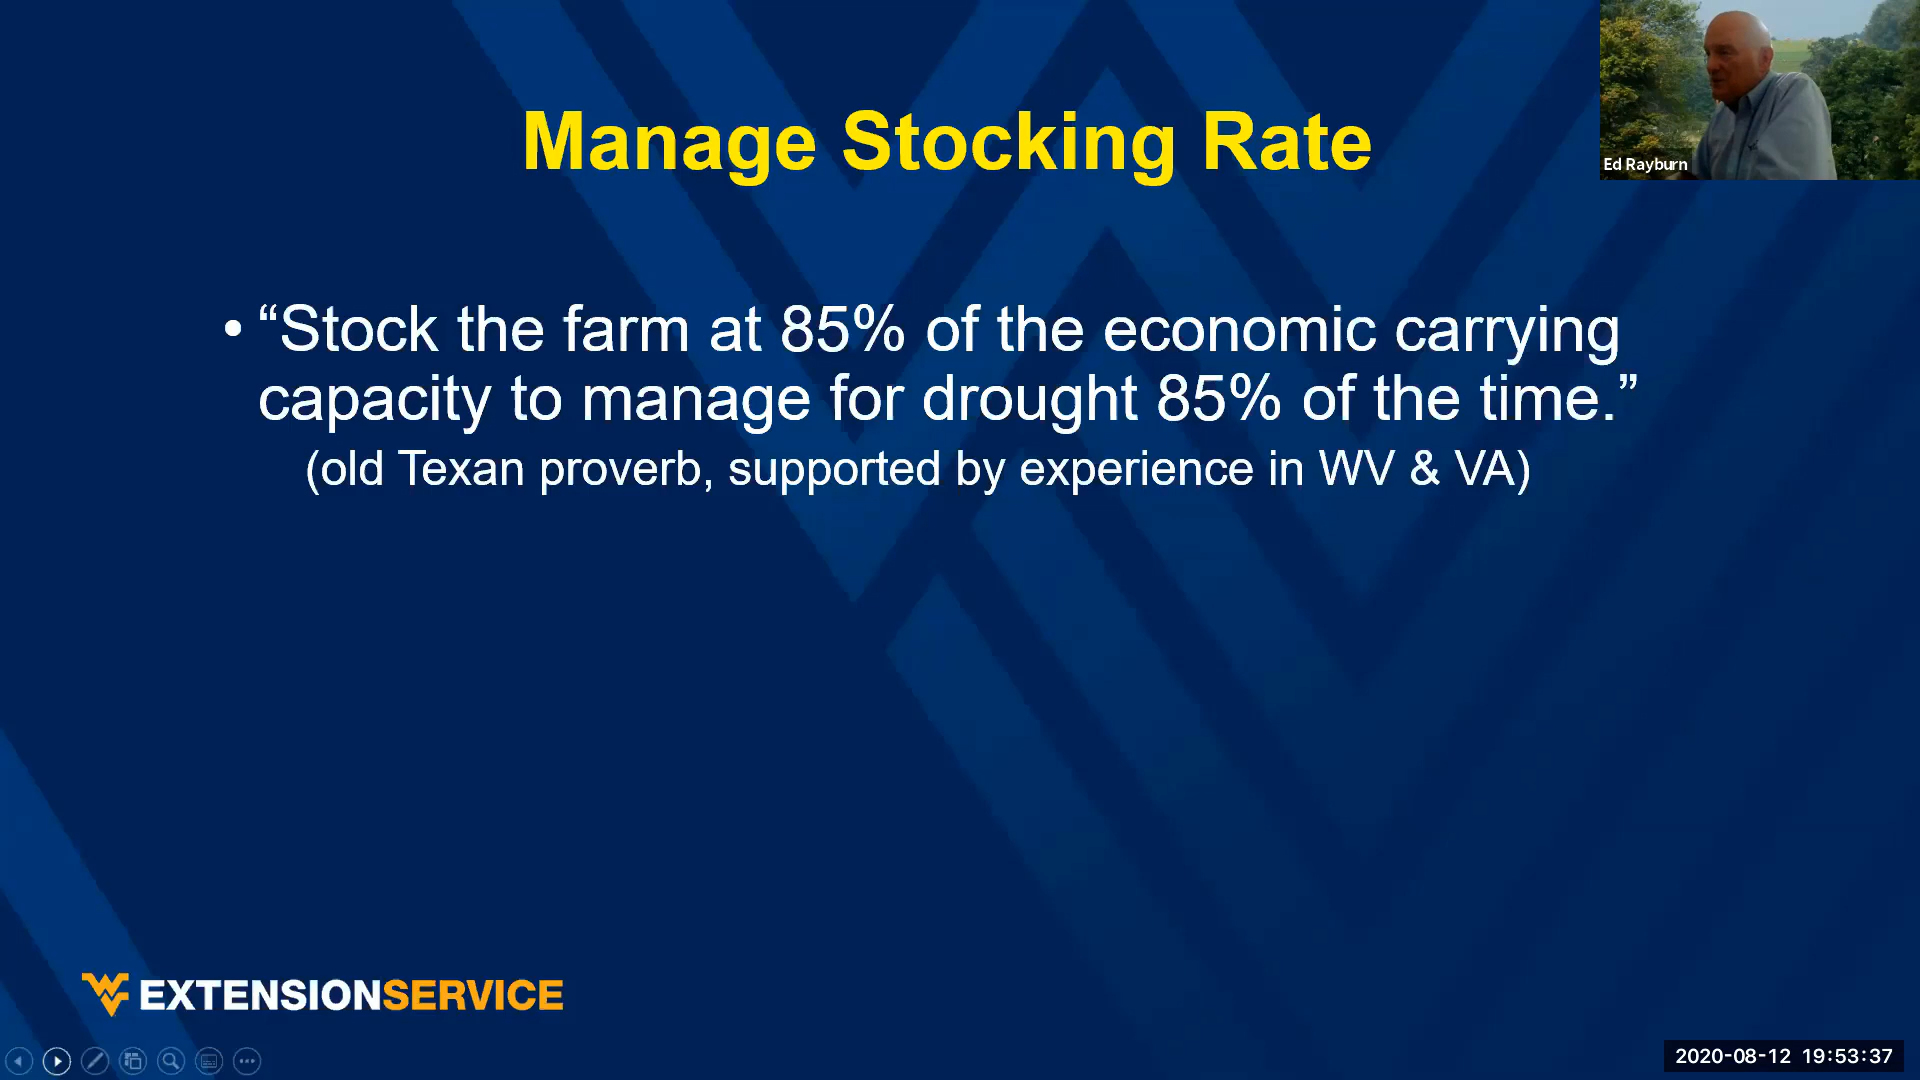 Manage Stocking Rate
Ed Rayburn
• “Stock the farm at 85% of the economic carrying
capacity to manage for drought 85% of the time.”
(old Texan proverb, supported by experience in WV & VA)
WV EXTENSIONSERVICE
2020-08-12 19:53:37